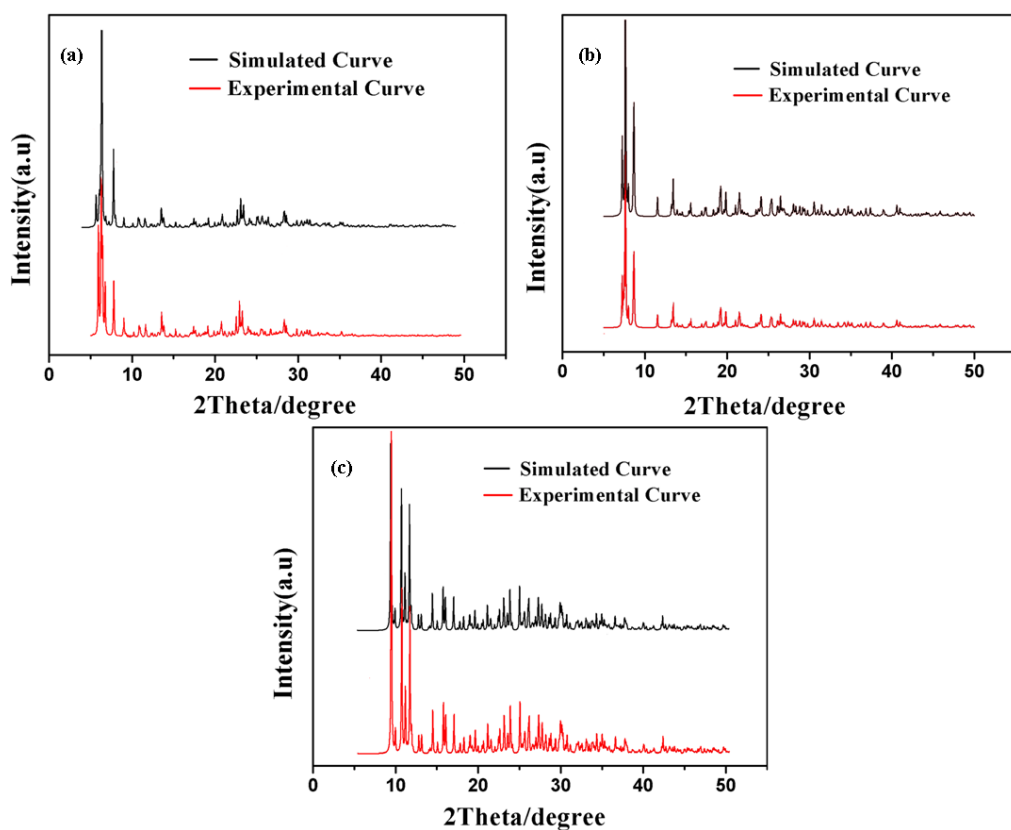 (a)
Simulated Curve
Experimental Curve
Intensity(a.u)
0 10 20 30 40 50
2Theta/degree
(b)
Simulated Curve
Experimental Curve
Intensity(a.u)
0 10 20 30 40 50
2Theta/degree
(c)
Simulated Curve
Experimental Curve
Intensity(a.u)
0 10 20 30 40 50
2Theta/degree